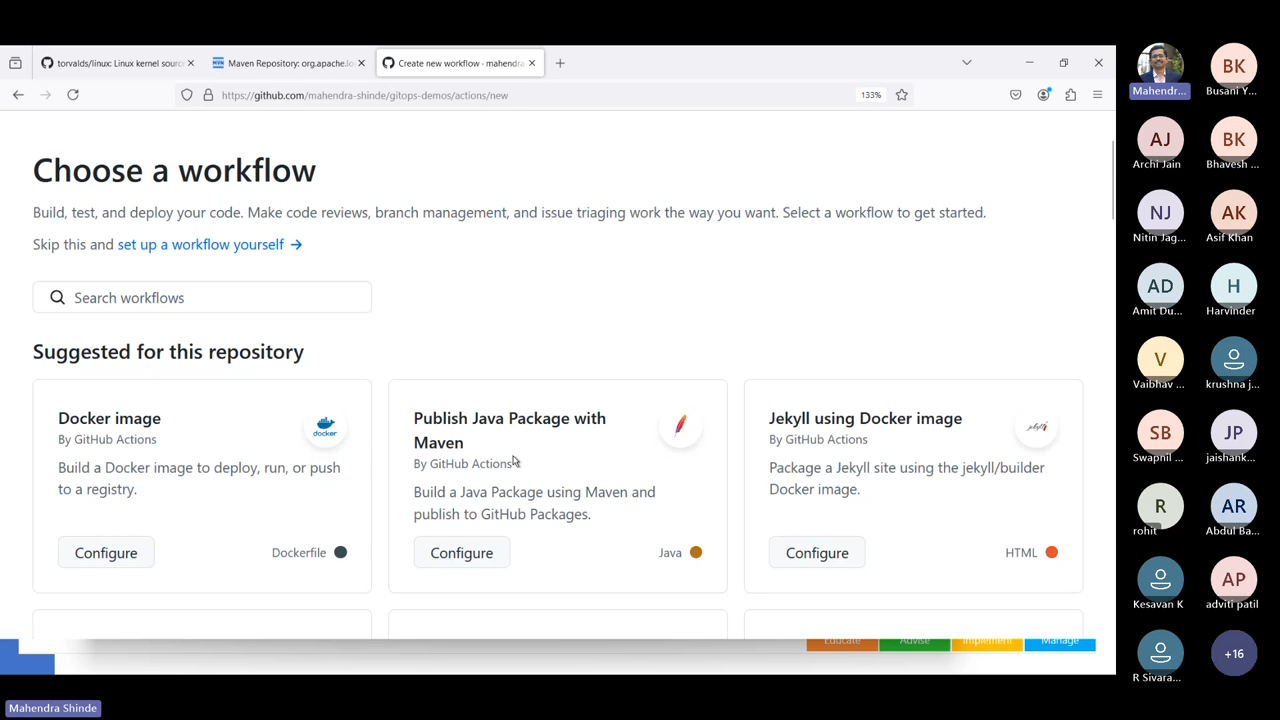 torvalds/linux: Linux kernel sourc
Maven Repository: org.apache.lo
Create new workflow - mahendra
https://github.com/mahendra-shinde/gitops-demos/actions/new
133%
Choose a workflow
Build, test, and deploy your code. Make code reviews, branch management, and issue triaging work the way you want. Select a workflow to get started.
Skip this and set up a workflow yourself →
Search workflows
Suggested for this repository
Docker image
By GitHub Actions
Build a Docker image to deploy, run, or push
to a registry.
Configure
Dockerfile
docker
Publish Java Package with
Maven
By GitHub Actions
Build a Java Package using Maven and
publish to GitHub Packages.
Configure
Java
Jekyll using Docker image
By GitHub Actions
Package a Jekyll site using the jekyll/builder
Docker image.
Configure
HTML
jekyll
Educate
Advise
Implement
Manage
Mahendr...
BK
Busani Y...
AJ
Archi Jain
BK
Bhavesh ...
NJ
Nitin Jag...
AK
Asif Khan
AD
Amit Du...
H
Harvinder
V
Vaibhav ...
krushna j...
SB
Swapnil ...
JP
jaishank...
R
rohit
AR
Abdul Ba...
Kesavan K
AP
adviti patil
R Sivara...
+16
Mahendra Shinde